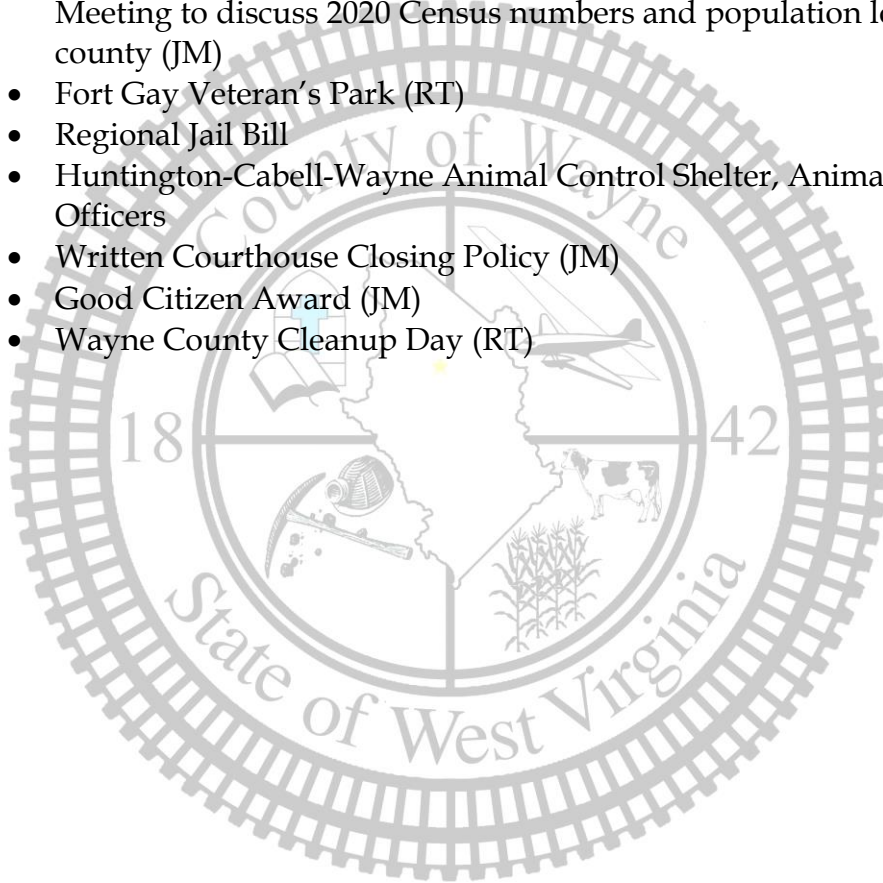 Meeting to discuss 2020 Census numbers and population
county (JM)
• Fort Gay Veteran’s Park (RT)
• Regional Jail Bill
• Huntington-Cabell-Wayne Animal Control Shelter,
Officers
• Written Courthouse Closing Policy (JM)
• Good Citizen Award (JM)
• Wayne County Cleanup Day (RT)
County of Wayne
18 42
State of West Virginia